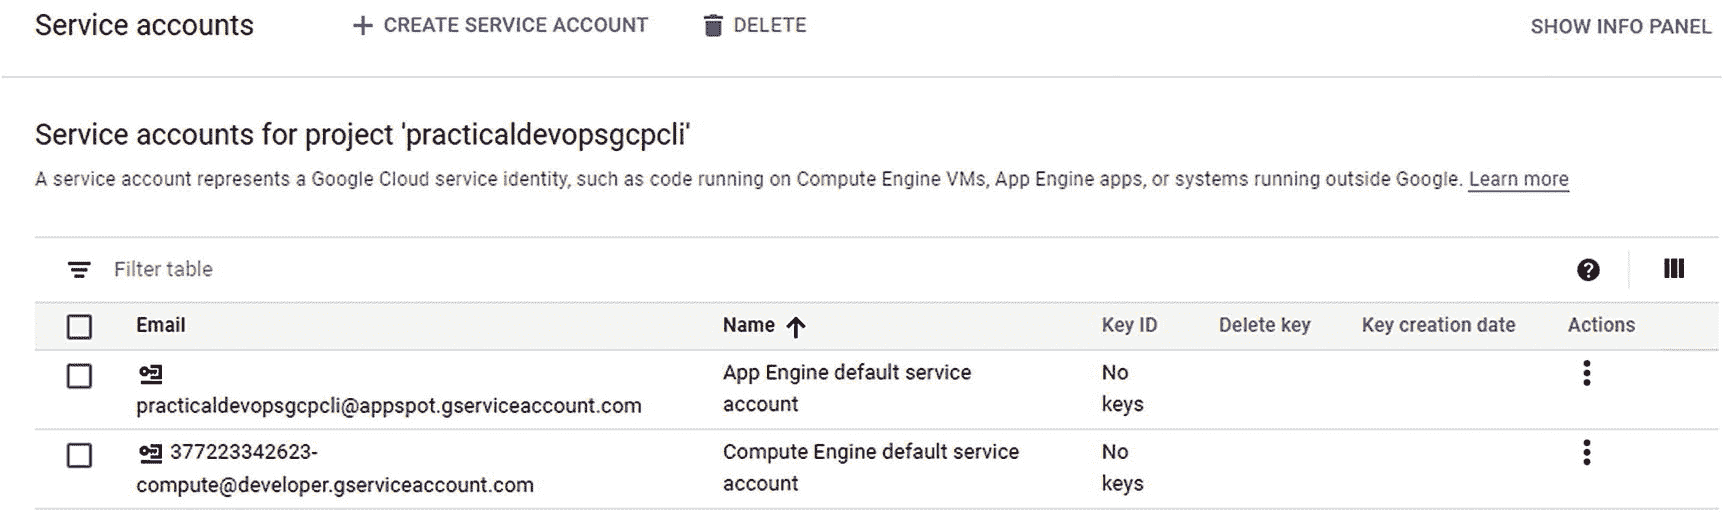 Service accounts + CREATE SERVICE ACCOUNT DELETE SHOW INFO PANEL
Service accounts for project 'practicaldevopsgcpcli'
A service account represents a Google Cloud service identity, such as code running on Compute Engine VMs, App Engine apps, or systems running outside Google. Learn more
Filter table
Email Name Key ID Delete key Key creation date Actions
practicaldevopsgcpcli@appspot.gserviceaccount.com
App Engine default service
account
No
keys
377223342623-
compute@developer.gserviceaccount.com
Compute Engine default service
account
No
keys